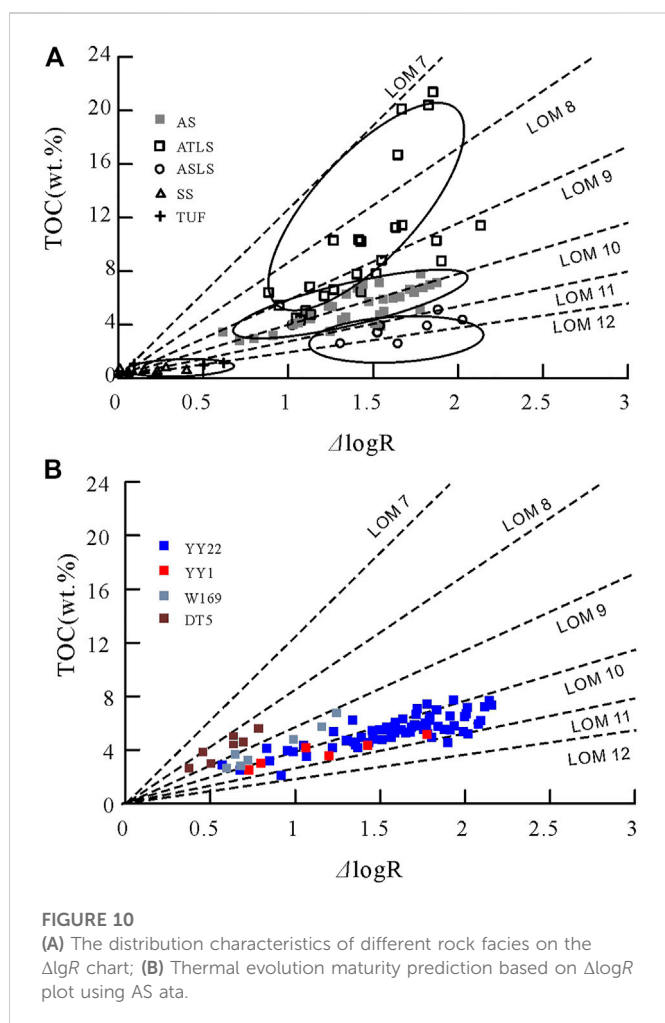 A
24
20
16
12
8
4
0
TOC(wt.%)
AS
ATLS
ASLS
SS
TUF
LOM 7
LOM 8
LOM 9
LOM 10
LOM 11
LOM 12
0 0.5 1 1.5 2 2.5 3
ΔlogR
B
24
20
16
12
8
4
0
TOC(wt.%)
YY22
YY1
W169
DT5
LOM 7
LOM 8
LOM 9
LOM 10
LOM 11
LOM 12
0 0.5 1 1.5 2 2.5 3
ΔlogR
FIGURE 10
(A) The distribution characteristics of different rock facies on the
ΔlgR chart; (B) Thermal evolution maturity prediction based on ΔlogR
plot using AS ata.